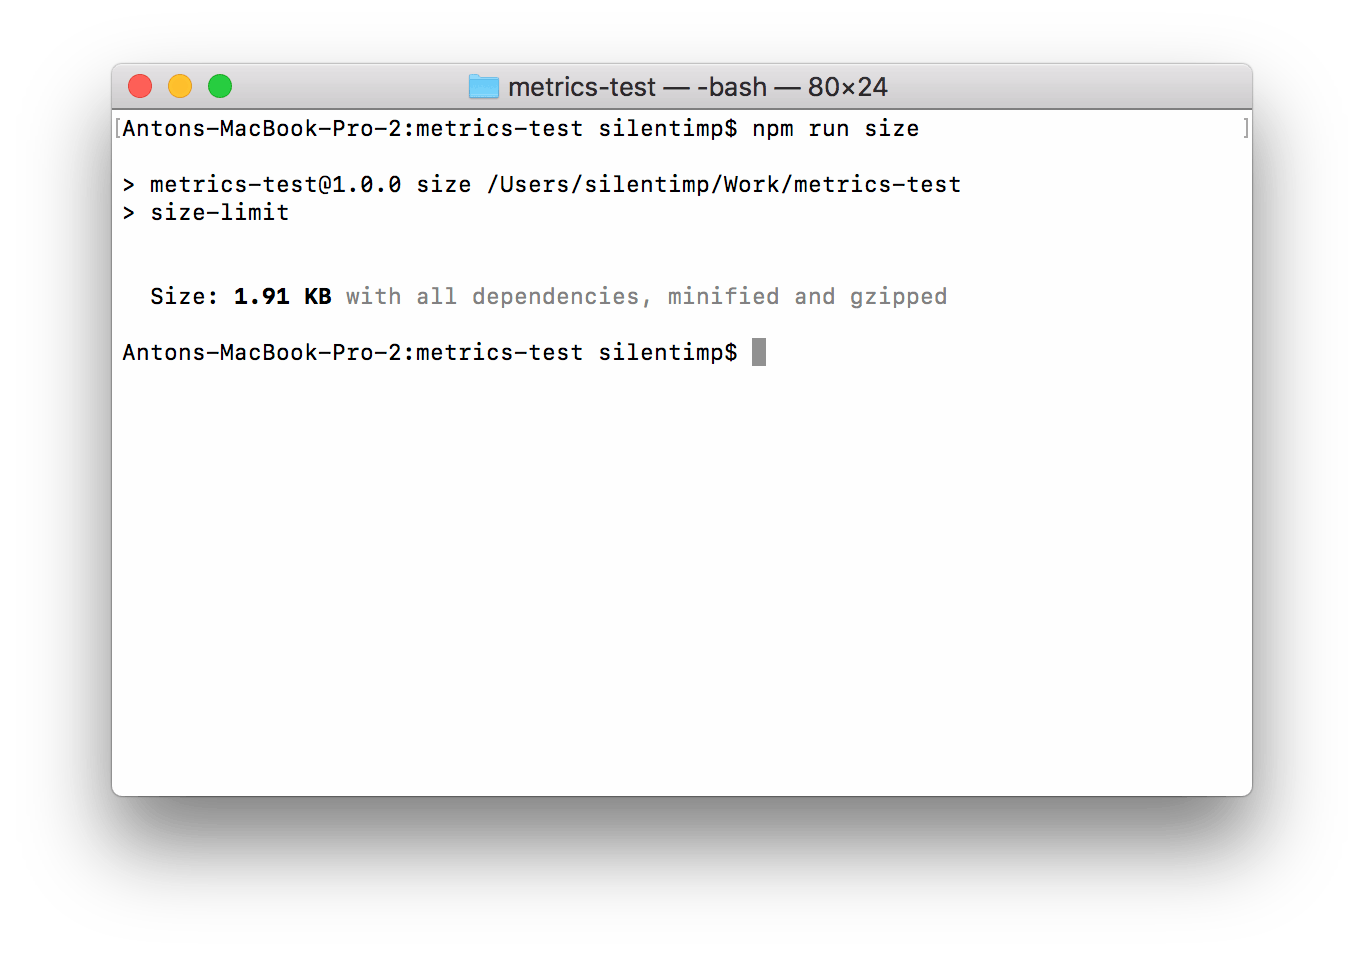 metrics-test — -bash — 80×24
[Antons-MacBook-Pro-2:metrics-test silentimp$ npm run size ]
> metrics-test@1.0.0 size /Users/silentimp/Work/metrics-test
> size-limit
Size: 1.91 KB with all dependencies, minified and gzipped
Antons-MacBook-Pro-2:metrics-test silentimp$